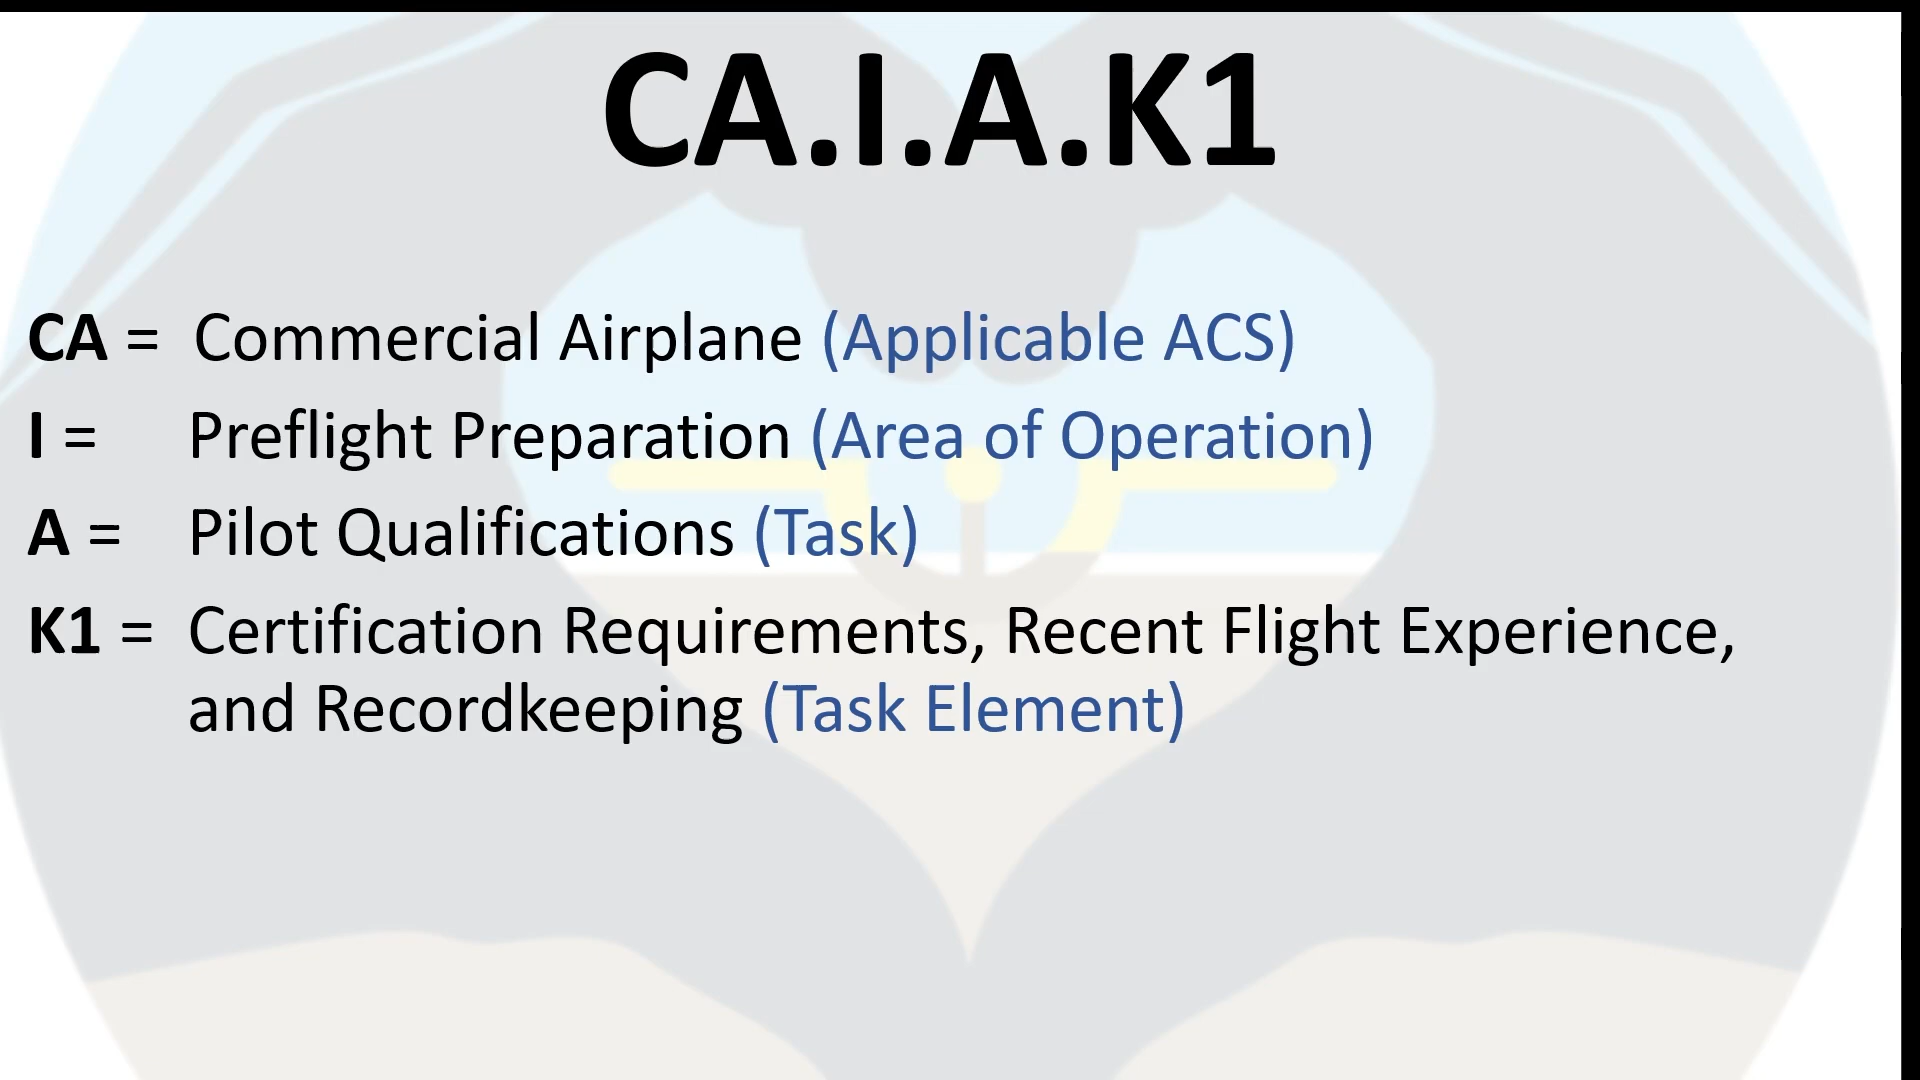 CA.I.A.K1
CA = Commercial Airplane (Applicable ACS)
I = Preflight Preparation (Area of Operation)
A = Pilot Qualifications (Task)
K1 = Certification Requirements, Recent Flight Experience,
and Recordkeeping (Task Element)